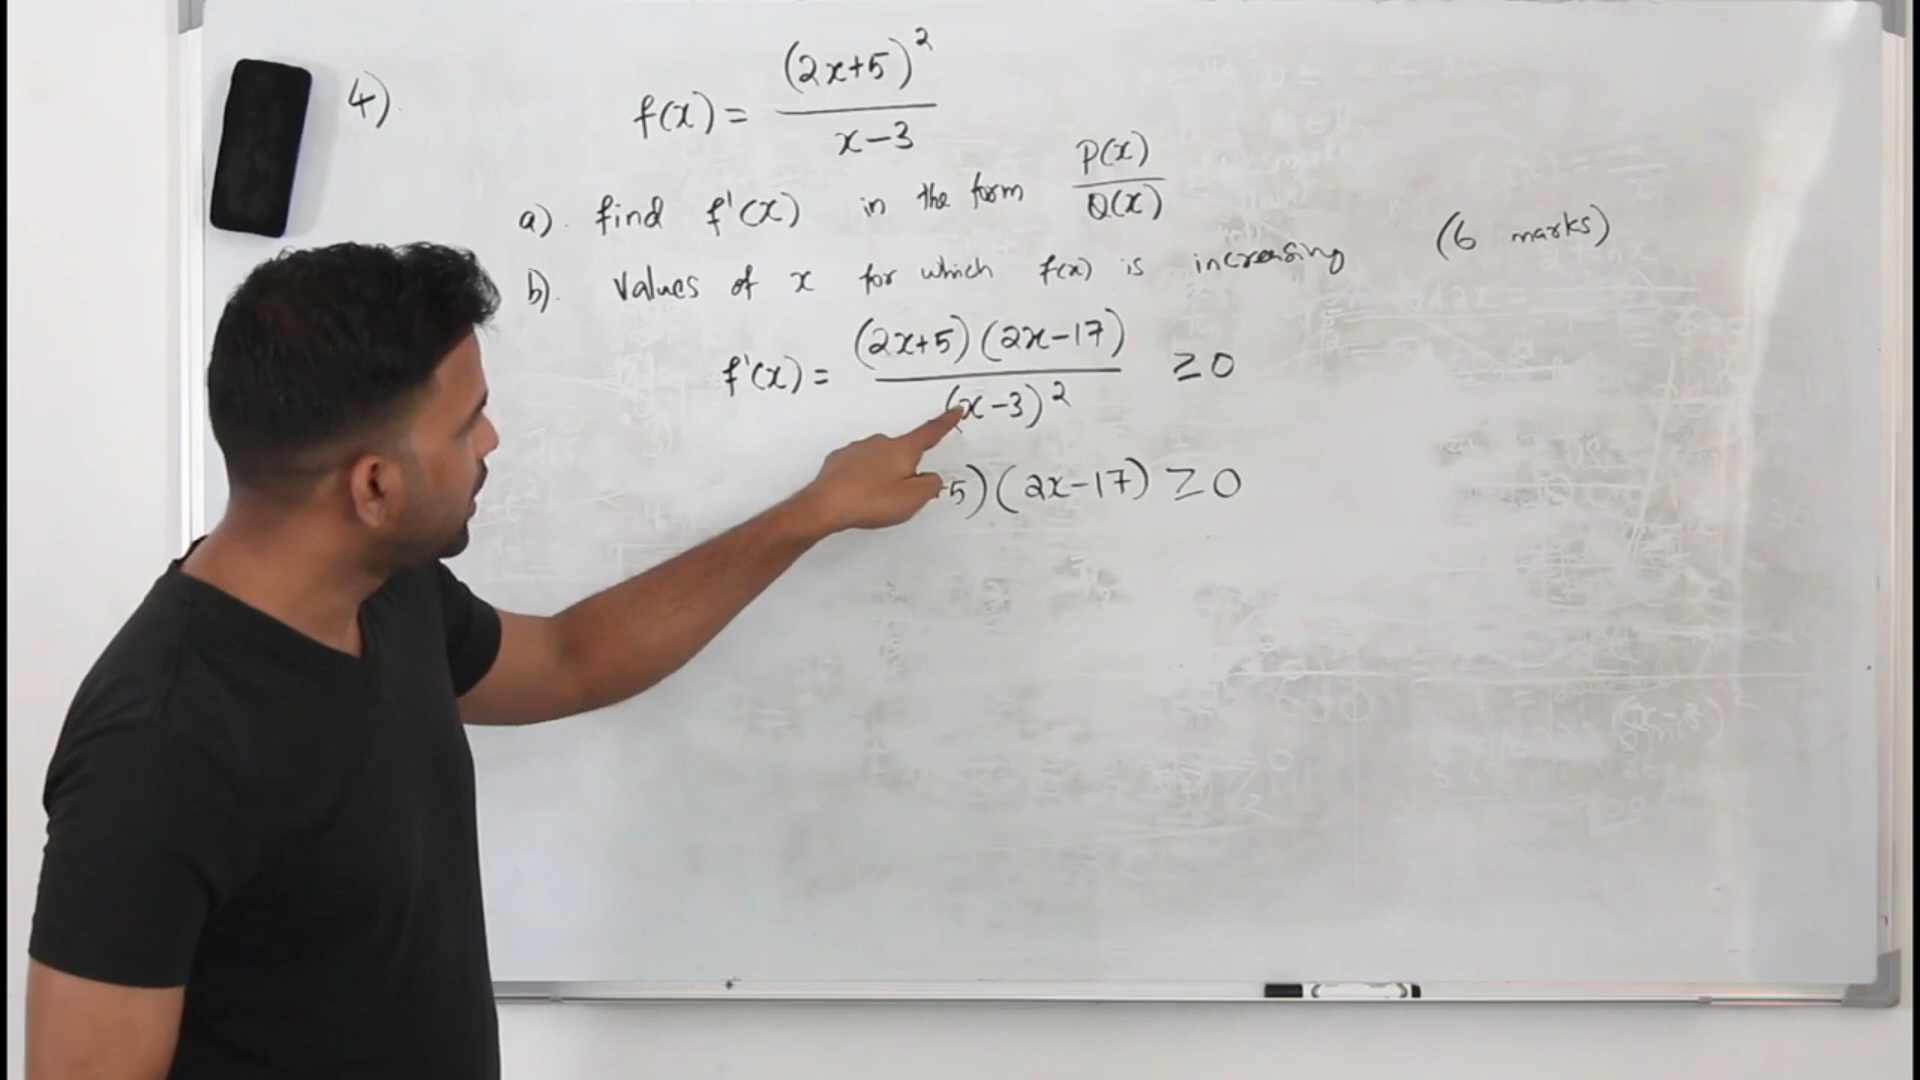 4). f(x) = (2x+5)² / x-3
a). find f'(x) in the form P(x) / Q(x)
b). Values of x for which f(x) is increasing (6 marks)
f'(x) = (2x+5)(2x-17) / (x-3)² ≥0
+5)(2x-17) ≥0